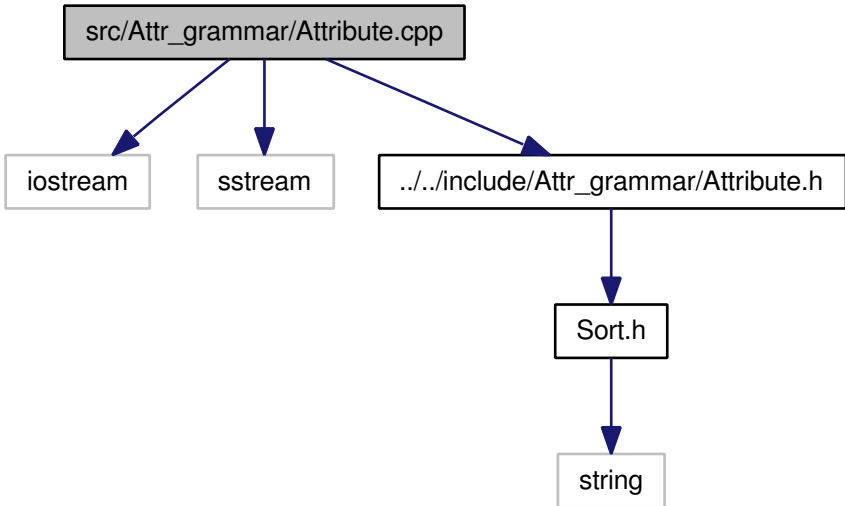 src/Attr_grammar/Attribute.cpp
iostream
sstream
../../include/Attr_grammar/Attribute.h
Sort.h
string